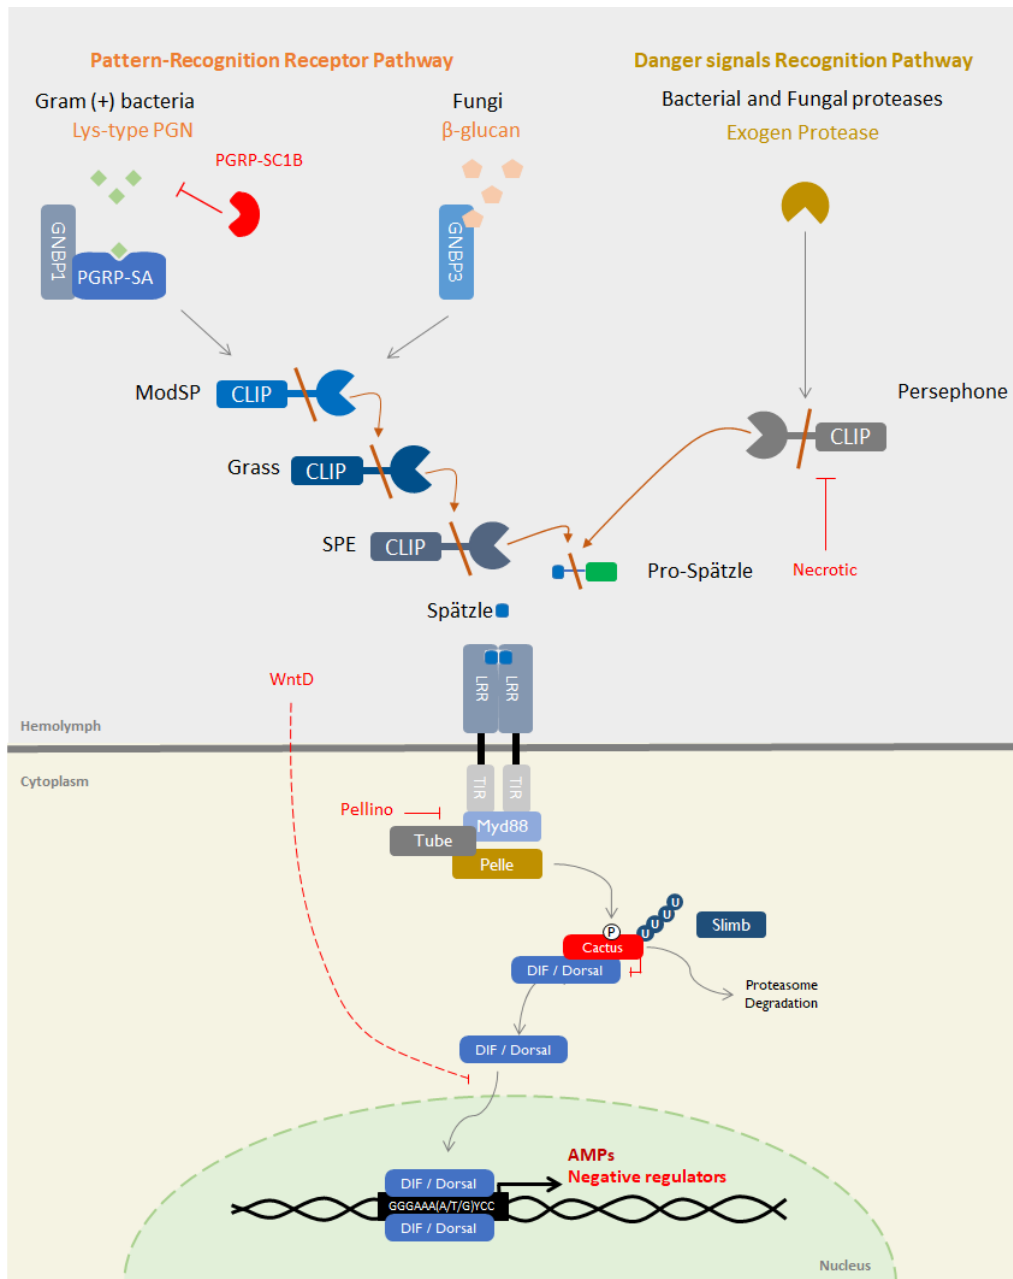 Pattern-Recognition Receptor Pathway
Danger signals Recognition Pathway
Gram (+) bacteria
Lys-type PGN
Fungi
β-glucan
Bacterial and Fungal proteases
Exogen Protease
PGRP-SC1B
GNBP1
PGRP-SA
GNBP3
ModSP
CLIP
Persephone
CLIP
Grass
CLIP
SPE
CLIP
Pro-Spätzle
Necrotic
Spätzle
WntD
LRR
LRR
Hemolymph
Cytoplasm
TIR
TIR
Pellino
Myd88
Tube
Pelle
P
U
U
U
U
Slimb
Cactus
DIF / Dorsal
Proteasome
Degradation
DIF / Dorsal
AMPs
Negative regulators
DIF / Dorsal
GGGAAA(A/T/G)YCC
DIF / Dorsal
Nucleus